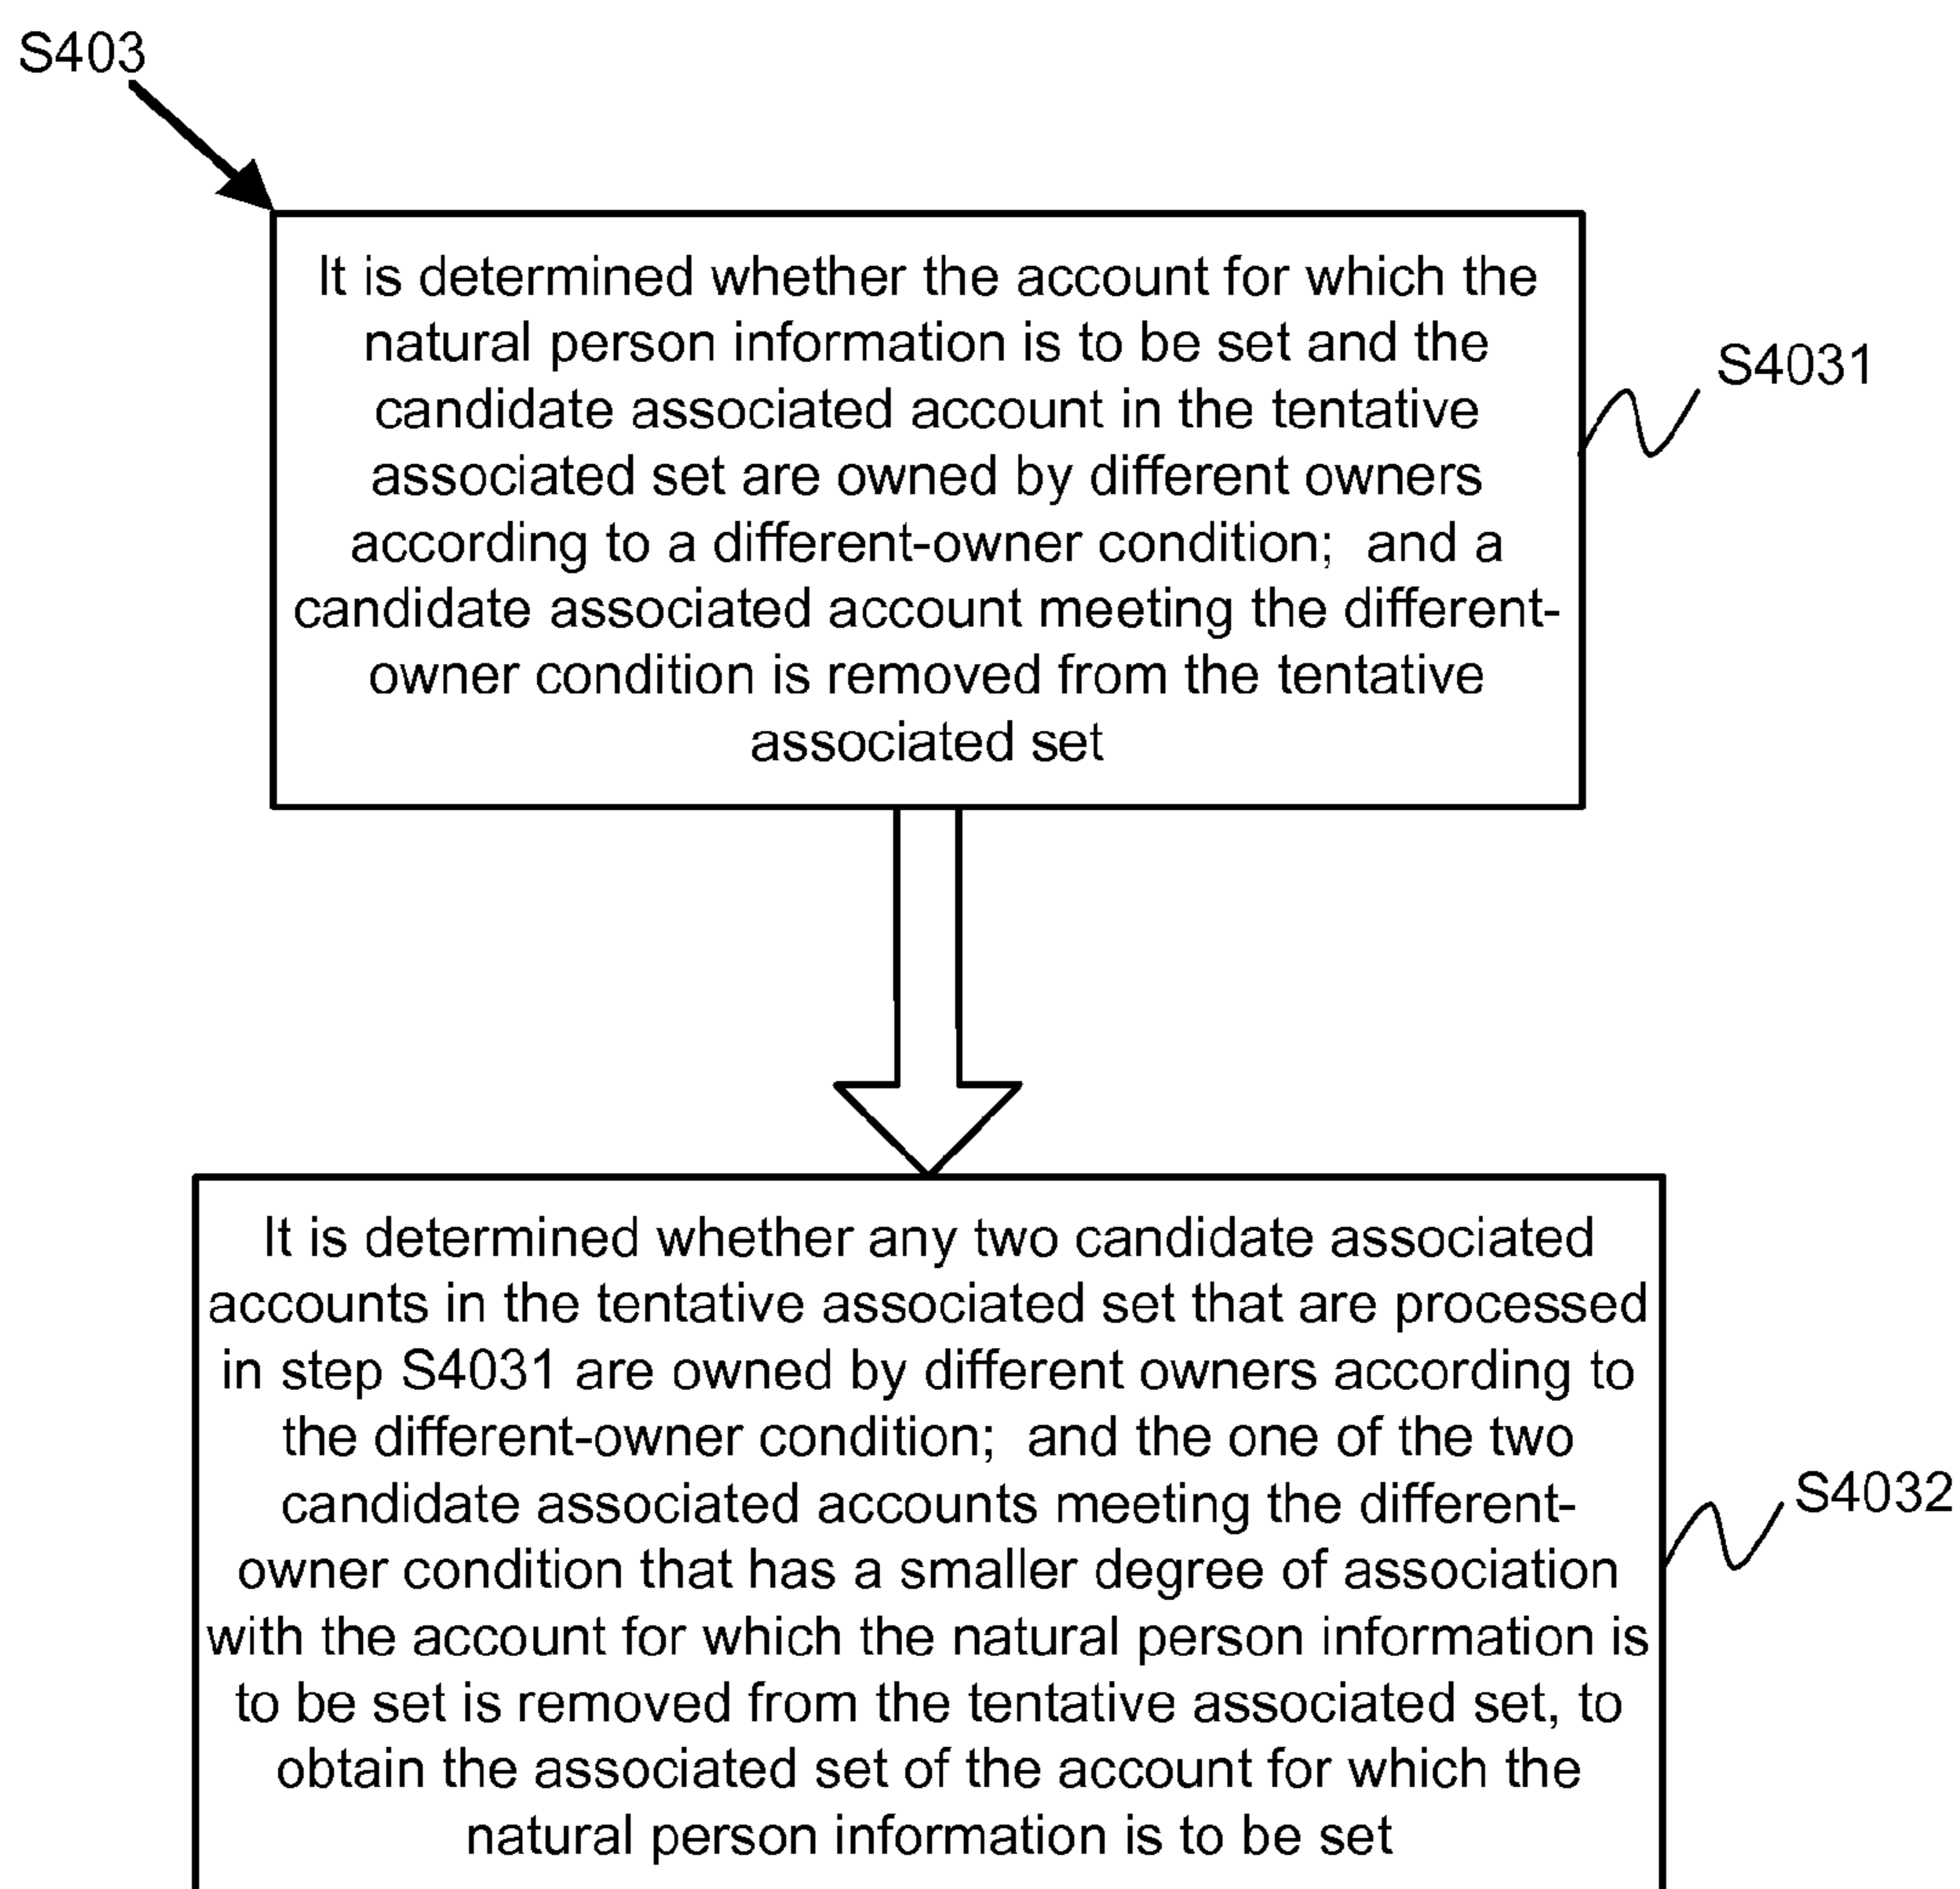 S403
It is determined whether the account for which the
natural person information is to be set and the
candidate associated account in the tentative
associated set are owned by different owners
according to a different-owner condition;  and a
candidate associated account meeting the different-
owner condition is removed from the tentative
associated set
S4031
It is determined whether any two candidate associated
accounts in the tentative associated set that are processed
in step S4031 are owned by different owners according to
the different-owner condition;  and the one of the two
candidate associated accounts meeting the different-
owner condition that has a smaller degree of association
with the account for which the natural person information is
to be set is removed from the tentative associated set, to
obtain the associated set of the account for which the
natural person information is to be set
S4032